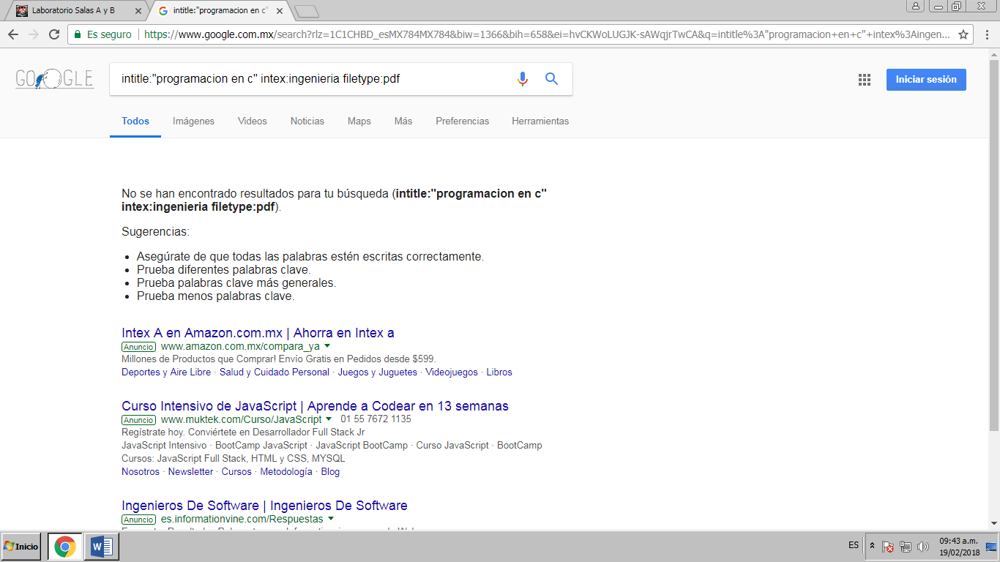 Laboratorio Salas A y B
intitle:"programacion en c"
Es seguro
https://www.google.com.mx/search?rlz=1C1CHBD_esMX784MX784&biw=1366&bih=658&ei=hvCKWoLUGJK-sAWqjrTwCA&q=intitle%3A"programacion+en+c"+intex%3Aingen...
GOOGLE
intitle:"programacion en c" intex:ingenieria filetype:pdf
Iniciar sesión
Todos Imágenes Videos Noticias Maps Más Preferencias Herramientas
No se han encontrado resultados para tu búsqueda (intitle:"programacion en c"
intex:ingenieria filetype:pdf).
Sugerencias:
• Asegúrate de que todas las palabras estén escritas correctamente.
• Prueba diferentes palabras clave.
• Prueba palabras clave más generales.
• Prueba menos palabras clave.
Intex A en Amazon.com.mx | Ahorra en Intex a
Anuncio www.amazon.com.mx/compara_ya
Millones de Productos que Comprar! Envío Gratis en Pedidos desde $599.
Deportes y Aire Libre · Salud y Cuidado Personal · Juegos y Juguetes · Videojuegos · Libros
Curso Intensivo de JavaScript | Aprende a Codear en 13 semanas
Anuncio www.muktek.com/Curso/JavaScript 01 55 7672 1135
Regístrate hoy. Conviértete en Desarrollador Full Stack Jr
JavaScript Intensivo · BootCamp JavaScript · JavaScript BootCamp · Curso JavaScript · BootCamp
Cursos: JavaScript Full Stack, HTML y CSS, MYSQL
Nosotros · Newsletter · Cursos · Metodología · Blog
Ingenieros De Software | Ingenieros De Software
Anuncio es.informationvine.com/Respuestas
Inicio
ES
09:43 a.m.
19/02/2018